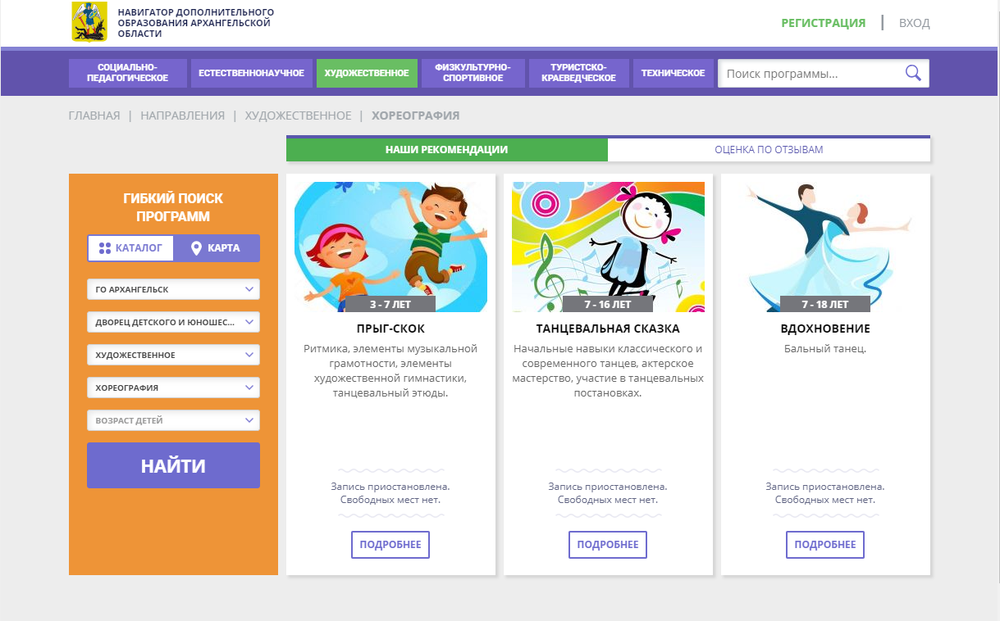 НАВИГАТОР ДОПОЛНИТЕЛЬНОГО
ОБРАЗОВАНИЯ АРХАНГЕЛЬСКОЙ
ОБЛАСТИ
РЕГИСТРАЦИЯ | ВХОД
СОЦИАЛЬНО-
ПЕДАГОГИЧЕСКОЕ
ЕСТЕСТВЕННОНАУЧНОЕ
ХУДОЖЕСТВЕННОЕ
ФИЗКУЛЬТУРНО-
СПОРТИВНОЕ
ТУРИСТСКО-
КРАЕВЕДЧЕСКОЕ
ТЕХНИЧЕСКОЕ
Поиск программы...
ГЛАВНАЯ | НАПРАВЛЕНИЯ | ХУДОЖЕСТВЕННОЕ | ХОРЕОГРАФИЯ
НАШИ РЕКОМЕНДАЦИИ
ОЦЕНКА ПО ОТЗЫВАМ
ГИБКИЙ ПОИСК
ПРОГРАММ
КАТАЛОГ
КАРТА
ГО АРХАНГЕЛЬСК
ДВОРЕЦ ДЕТСКОГО И ЮНОШЕС...
ХУДОЖЕСТВЕННОЕ
ХОРЕОГРАФИЯ
ВОЗРАСТ ДЕТЕЙ
НАЙТИ
3 - 7 ЛЕТ
ПРЫГ-СКОК
Ритмика, элементы музыкальной
грамотности, элементы
художественной гимнастики,
танцевальный этюды.
Запись приостановлена.
Свободных мест нет.
ПОДРОБНЕЕ
7 - 16 ЛЕТ
ТАНЦЕВАЛЬНАЯ СКАЗКА
Начальные навыки классического и
современного танцев, актерское
мастерство, участие в танцевальных
постановках.
Запись приостановлена.
Свободных мест нет.
ПОДРОБНЕЕ
7 - 18 ЛЕТ
ВДОХНОВЕНИЕ
Бальный танец.
Запись приостановлена.
Свободных мест нет.
ПОДРОБНЕЕ